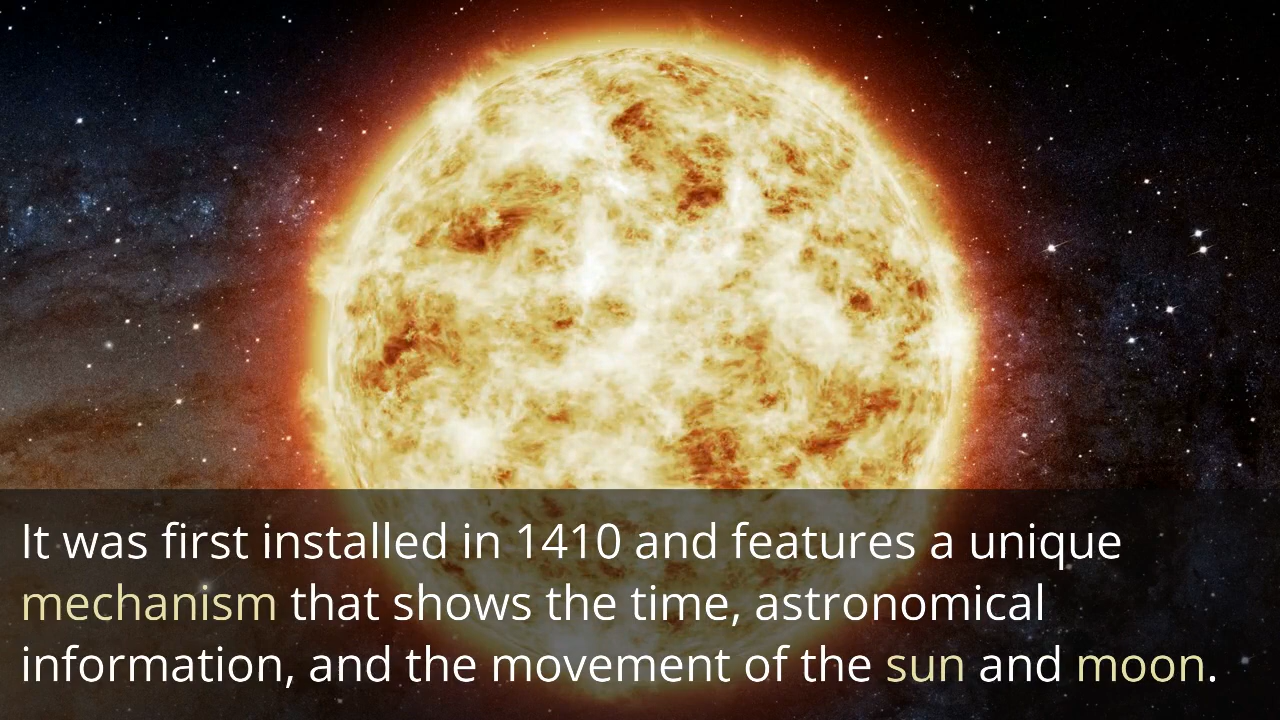 It was first installed in 1410 and features a unique
mechanism that shows the time, astronomical
information, and the movement of the sun and moon.